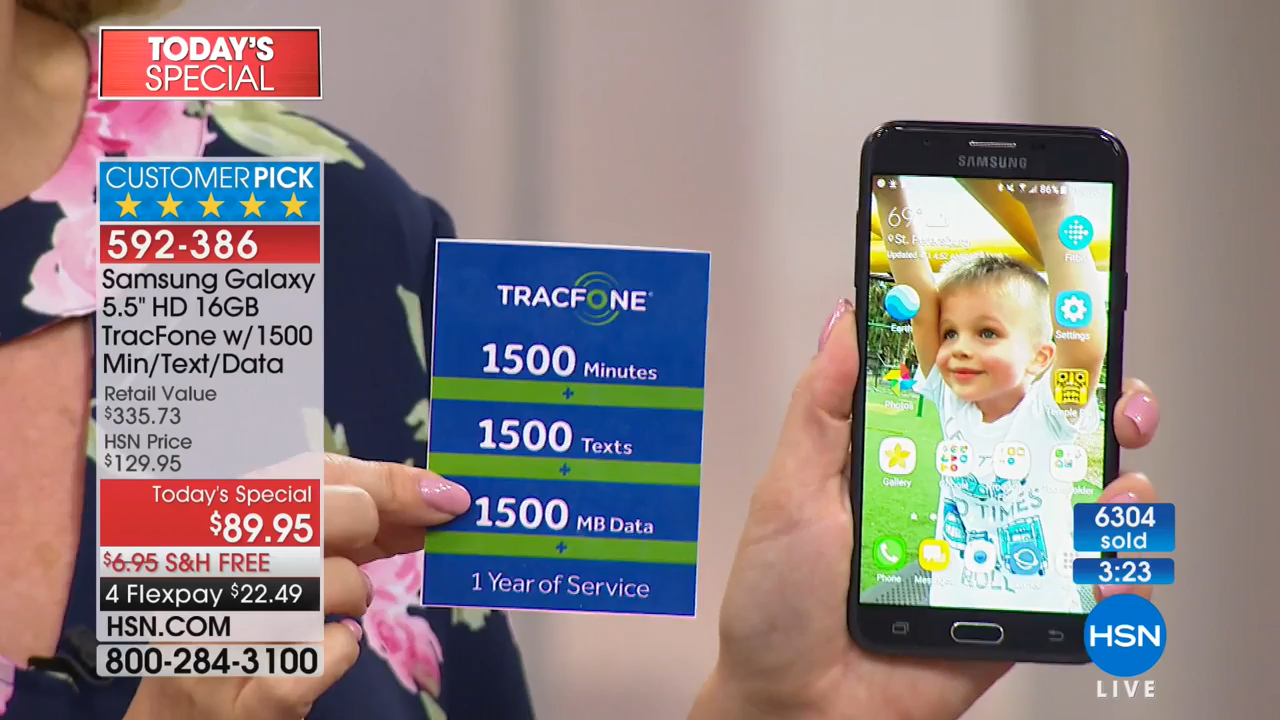 TODAY'S
SPECIAL
CUSTOMER PICK
592-386
Samsung Galaxy
5.5" HD 16GB
TracFone w/1500
Min/Text/Data
Retail Value
$335.73
HSN Price
$129.95
Today's Special
$89.95
$6.95 S&H FREE
4 Flexpay $22.49
HSN.COM
800-284-3100
TRACFONE
1500 Minutes
+
1500 Texts
+
1500 MB Data
+
1 Year of Service
SAMSUNG
86%
69°
St. Petersburg
Updated
Earth
Settings
Photos
Gallery
Phone
6304
sold
3:23
HSN
LIVE